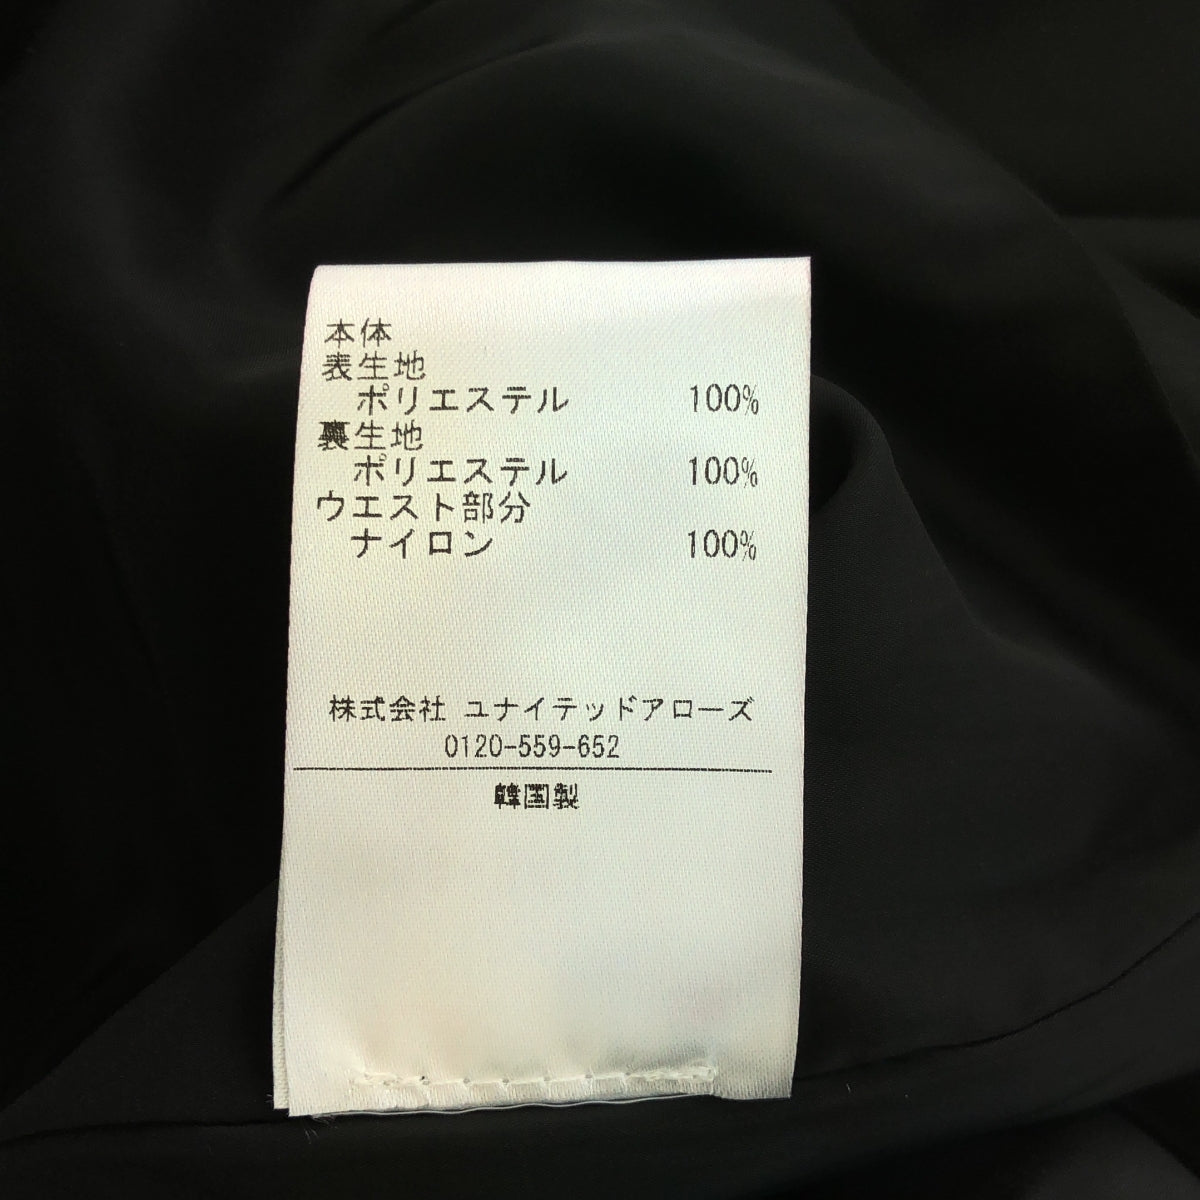 本体
表生地
ポリエステル 100%
裏生地
ポリエステル 100%
ウエスト部分
ナイロン 100%
株式会社 ユナイテッドアローズ
0120-559-652
韓国製